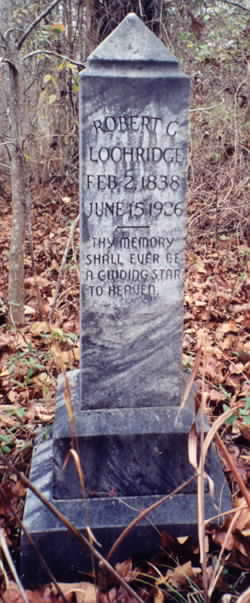 ROBERT C
LOOHRIDGE
FEB. 2, 1838
JUNE 15, 1926
THY MEMORY
SHALL EVER BE
A GUIDING STAR
TO HEAVEN.